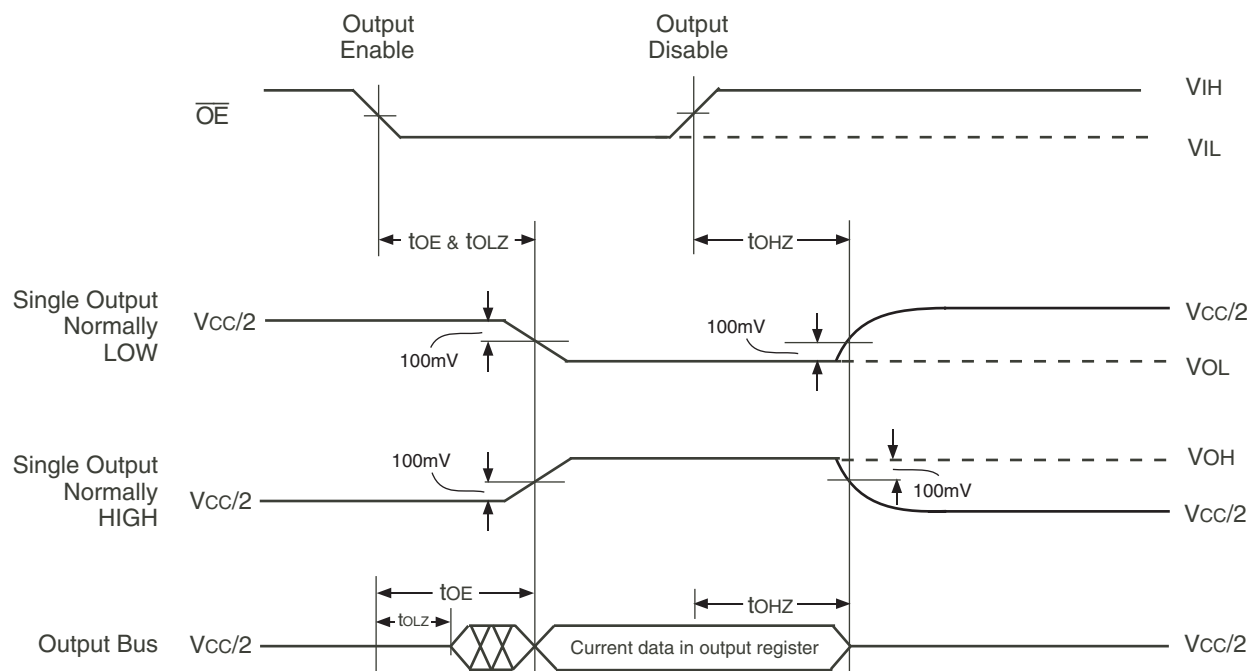 Output
Enable
Output
Disable
OE
VIH
VIL
tOE & tOLZ
tOHZ
Single Output
Normally
LOW
VCC/2
100mV
100mV
VCC/2
VOL
Single Output
Normally
HIGH
VCC/2
100mV
VOH
100mV
VCC/2
tOE
tOLZ
tOHZ
Output Bus
VCC/2
Current data in output register
VCC/2